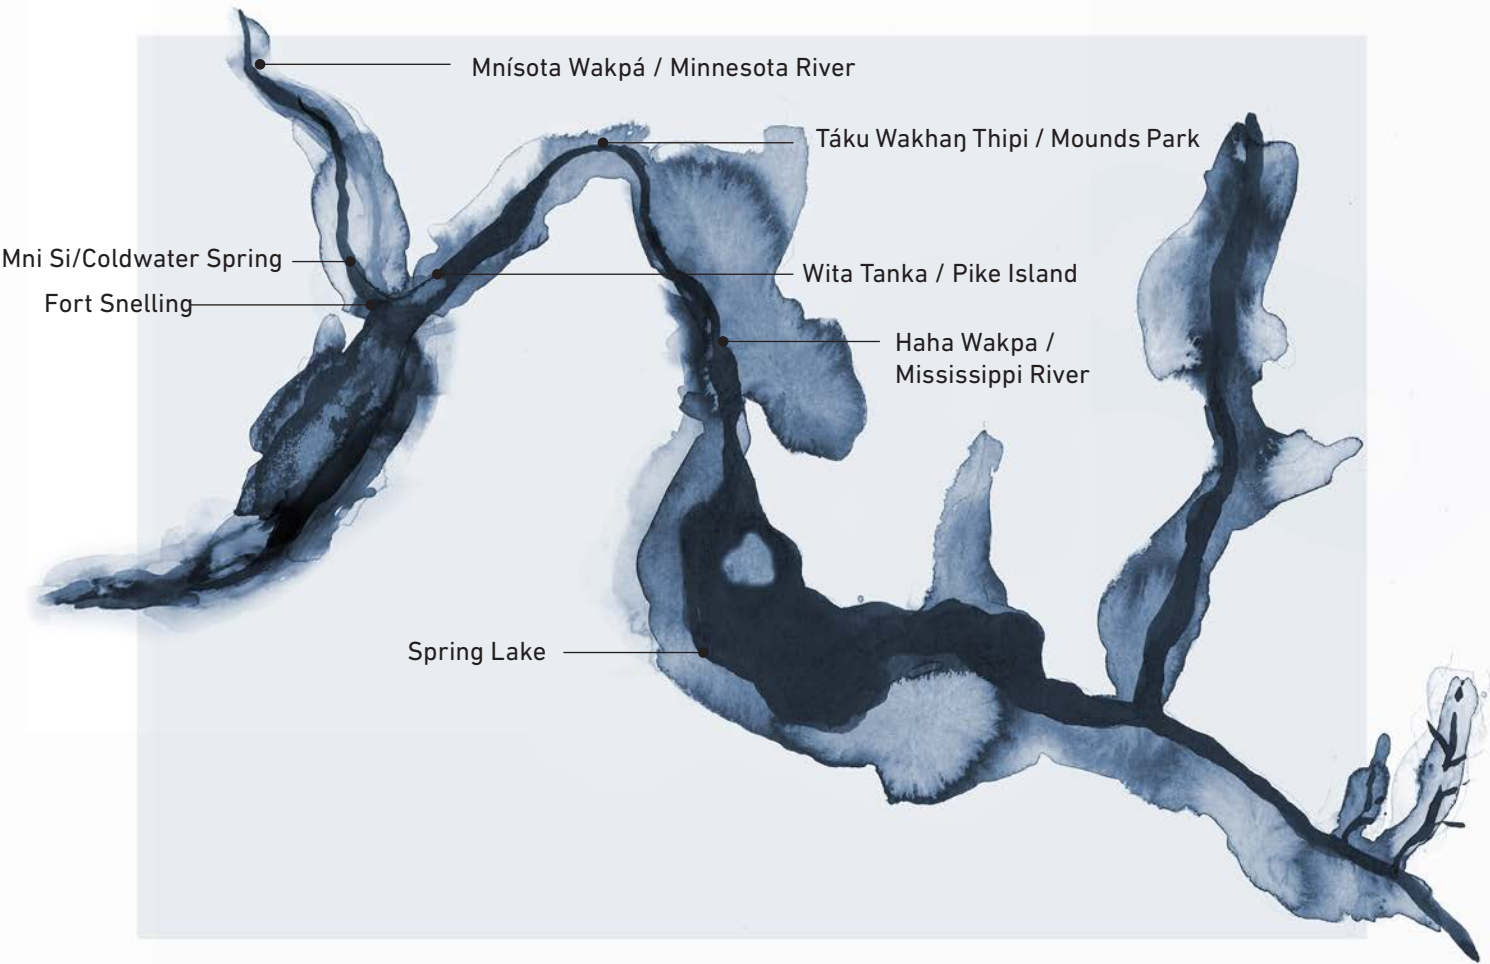 Mnísota Wakpá / Minnesota River
Táku Wakhaŋ Thipi / Mounds Park
Mni Si/Coldwater Spring
Wita Tanka / Pike Island
Fort Snelling
Haha Wakpa /
Mississippi River
Spring Lake